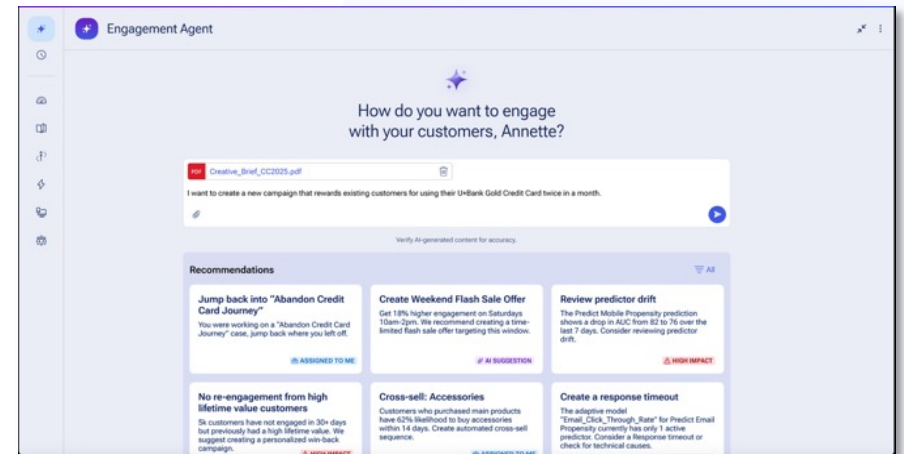 Engagement Agent
How do you want to engage
with your customers, Annette?
PDF Creative_Brief_CC2025.pdf
I want to create a new campaign that rewards existing customers for using their U+Bank Gold Credit Card twice in a month.
Verify AI-generated content for accuracy.
Recommendations
All
Jump back into "Abandon Credit
Card Journey"
You were working on a "Abandon Credit Card
Journey" case, jump back where you left off.
ASSIGNED TO ME
Create Weekend Flash Sale Offer
Get 18% higher engagement on Saturdays
10am-2pm. We recommend creating a time-
limited flash sale offer targeting this window.
AI SUGGESTION
Review predictor drift
The Predict Mobile Propensity prediction
shows a drop in AUC from 82 to 76 over the
last 7 days. Consider reviewing predictor
drift.
HIGH IMPACT
No re-engagement from high
lifetime value customers
5k customers have not engaged in 30+ days
but previously had a high lifetime value. We
suggest creating a personalized win-back
campaign.
HIGH IMPACT
Cross-sell: Accessories
Customers who purchased main products
have 62% likelihood to buy accessories
within 14 days. Create automated cross-sell
sequence.
ASSIGNED TO ME
Create a response timeout
The adaptive model
"Email_Click_Through_Rate" for Predict Email
Propensity currently has only 1 active
predictor. Consider a Response timeout or
check for technical causes.